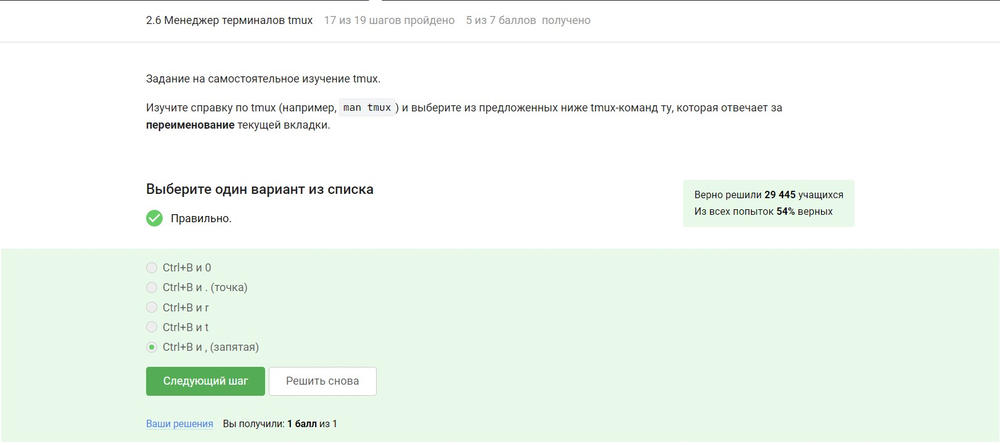 2.6 Менеджер терминалов tmux 17 из 19 шагов пройдено 5 из 7 баллов получено
Задание на самостоятельное изучение tmux.
Изучите справку по tmux (например, man tmux ) и выберите из предложенных ниже tmux-команд ту, которая отвечает за
переименование текущей вкладки.
Выберите один вариант из списка
Правильно.
Верно решили 29 445 учащихся
Из всех попыток 54% верных
Ctrl+B и 0
Ctrl+B и . (точка)
Ctrl+B и r
Ctrl+B и t
Ctrl+B и , (запятая)
Следующий шаг Решить снова
Ваши решения Вы получили: 1 балл из 1